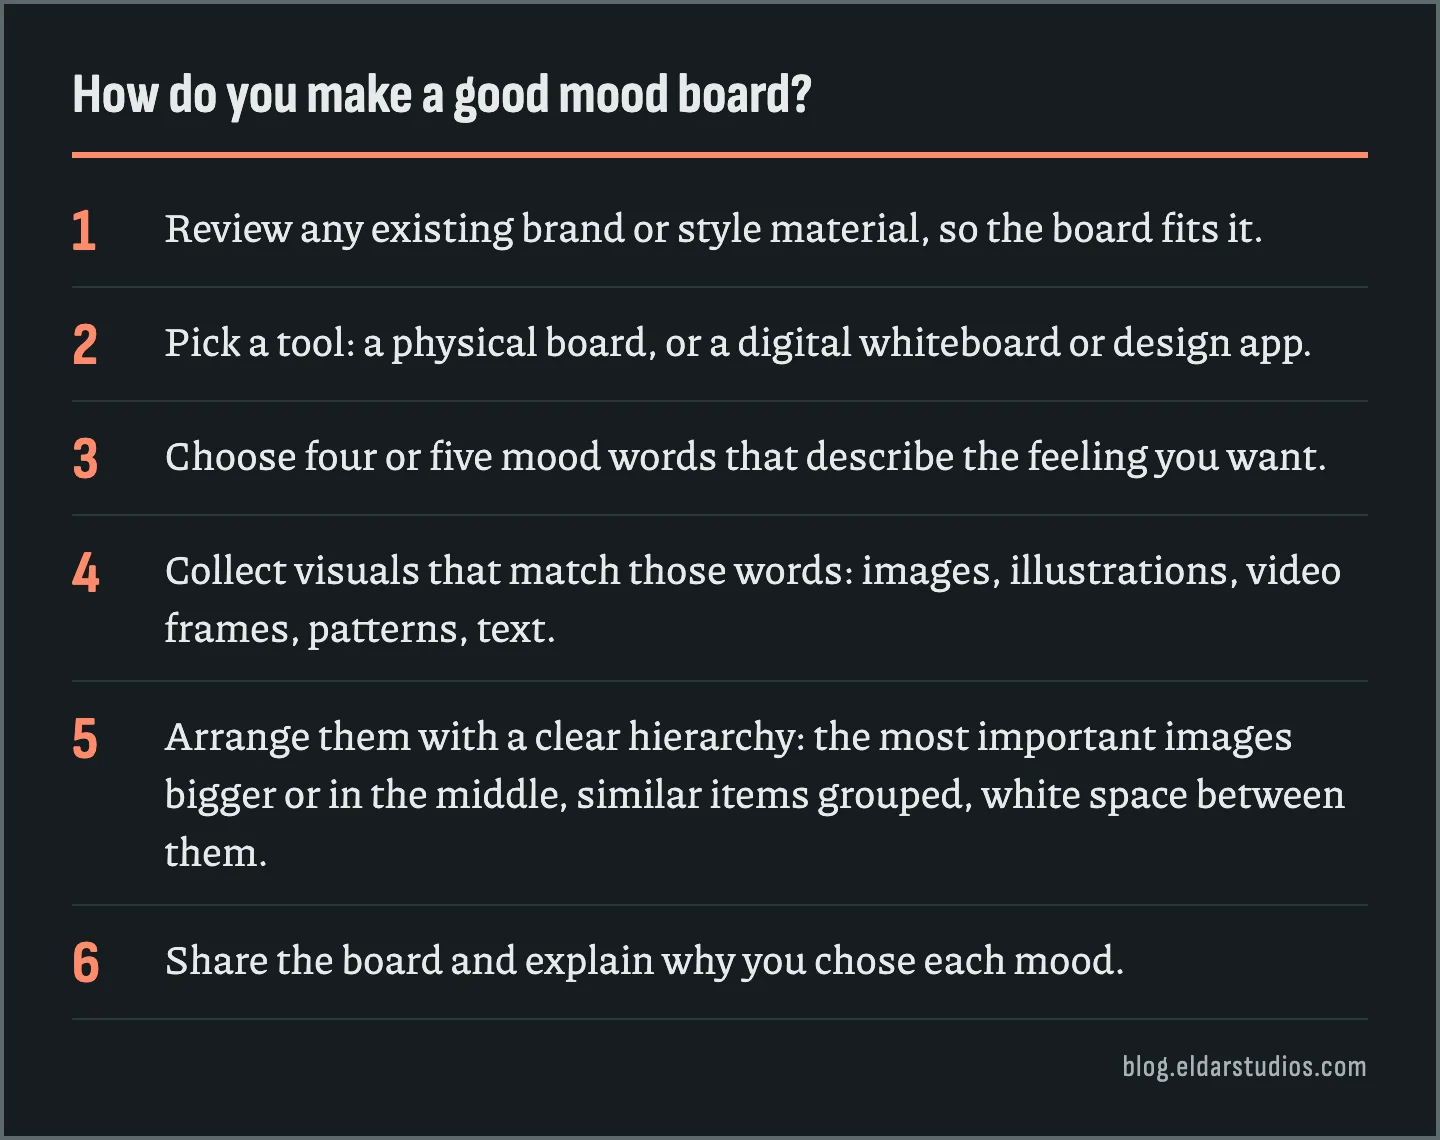 How do you make a good mood board?
1 Review any existing brand or style material, so the board fits it.
2 Pick a tool: a physical board, or a digital whiteboard or design app.
3 Choose four or five mood words that describe the feeling you want.
4 Collect visuals that match those words: images, illustrations, video
frames, patterns, text.
5 Arrange them with a clear hierarchy: the most important images
bigger or in the middle, similar items grouped, white space between
them.
6 Share the board and explain why you chose each mood.
blog.eldarstudios.com